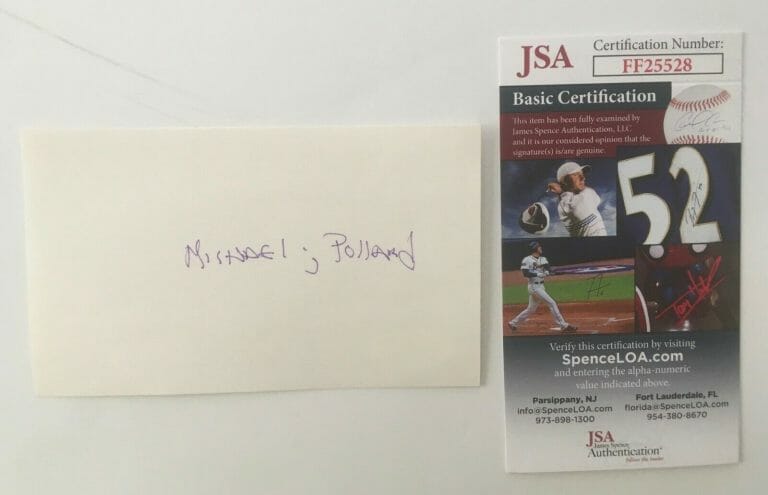 MICHAEL J POLLARD
JSA
Certification Number:
FF25528
Basic Certification
This item has been fully examined by
James Spence Authentication, LLC
and it is our considered opinion that the
signature(s) is/are genuine.
52
Verify this certification by visiting
SpenceLOA.com
and entering the alpha-numeric
value indicated above.
Parsippany, NJ
info@SpenceLOA.com
973-898-1300
Fort Lauderdale, FL
florida@SpenceLOA.com
954-380-8670
JSA
James Spence
Authentication